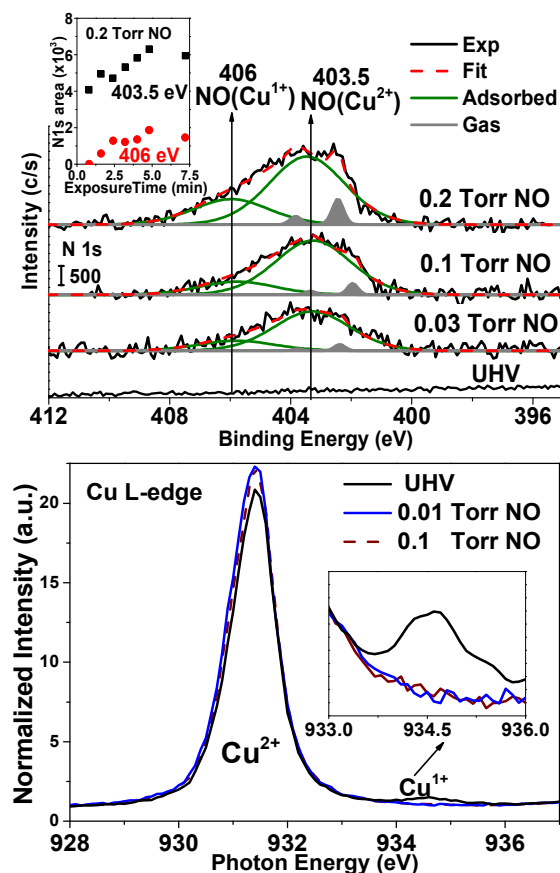 0.2 Torr NO
403.5 eV
406 eV
N1s area (x10³)
8
6
4
2
0
0.0 2.5 5.0 7.5
ExposureTime (min)
406
NO(Cu¹⁺)
403.5
NO(Cu²⁺)
Exp
Fit
Adsorbed
Gas
Intensity (c/s)
N 1s
500
0.2 Torr NO
0.1 Torr NO
0.03 Torr NO
UHV
412 408 404 400 396
Binding Energy (eV)
Cu L-edge
UHV
0.01 Torr NO
0.1 Torr NO
Normalized Intensity (a.u.)
20
15
10
5
0
933.0 934.5 936.0
Cu²⁺
Cu¹⁺
928 930 932 934 936
Photon Energy (eV)